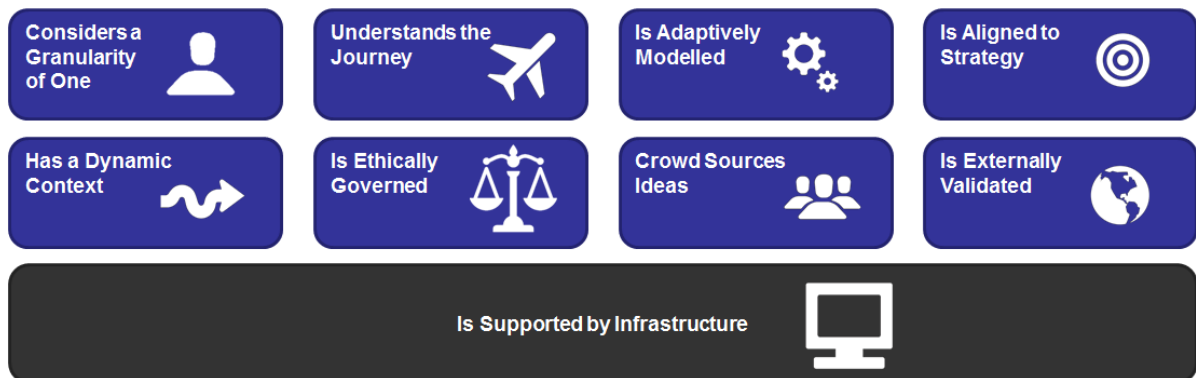 Considers a
Granularity
of One
Understands the
Journey
Is Adaptively
Modelled
Is Aligned to
Strategy
Has a Dynamic
Context
Is Ethically
Governed
Crowd Sources
Ideas
Is Externally
Validated
Is Supported by Infrastructure